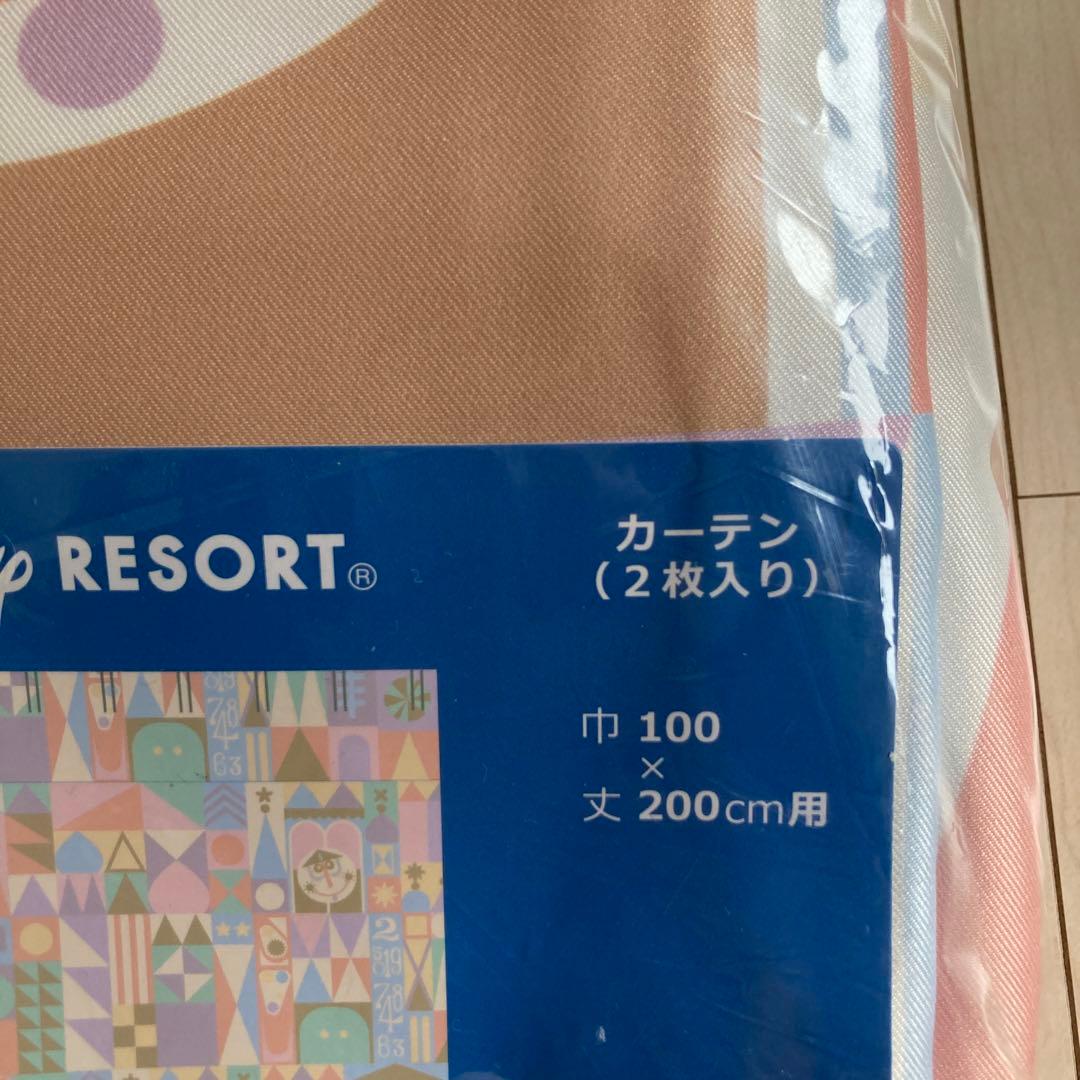 RESORT®
カーテン
(２枚入り)
巾 100
×
丈 200cm用